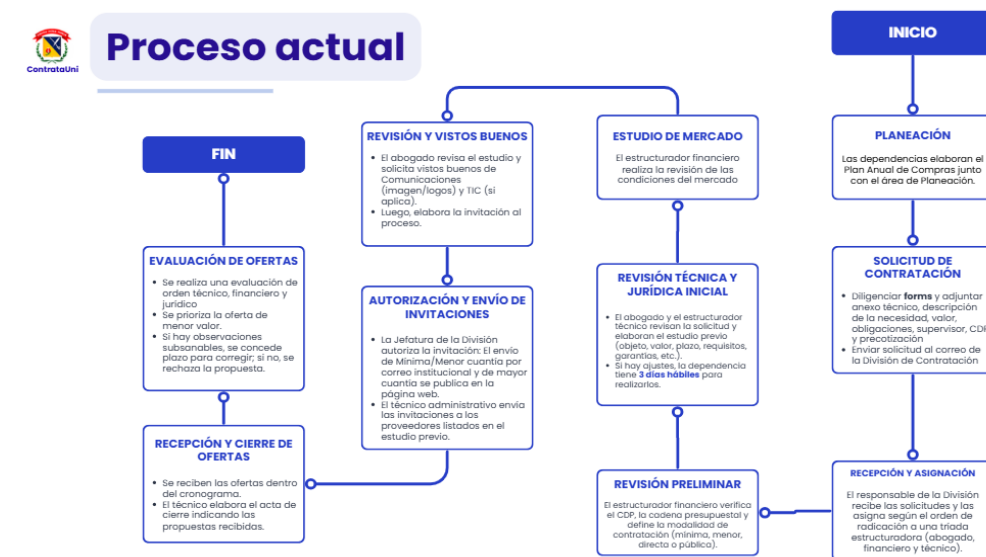 ContrataUni
Proceso actual
INICIO
PLANEACIÓN
Las dependencias elaboran el
Plan Anual de Compras junto
con el área de Planeación.
SOLICITUD DE
CONTRATACIÓN
• Diligenciar forms y adjuntar
anexo técnico, descripción
de la necesidad, valor,
obligaciones, supervisor, CDP
y precotización
• Enviar solicitud al correo de
la División de Contratación
RECEPCIÓN Y ASIGNACIÓN
El responsable de la División
recibe las solicitudes y las
asigna según el orden de
radicación a una triada
estructuradora (abogado,
financiero y técnico).
REVISIÓN PRELIMINAR
El estructurador financiero verifica
el CDP, la cadena presupuestal y
define la modalidad de
contratación (mínima, menor,
directa o pública).
REVISIÓN TÉCNICA Y
JURÍDICA INICIAL
• El abogado y el estructurador
técnico revisan la solicitud y
elaboran el estudio previo
(objeto, valor, plazo, requisitos,
garantías, etc.).
• Si hay ajustes, la dependencia
tiene 3 días hábiles para
realizarlos.
ESTUDIO DE MERCADO
El estructurador financiero
realiza la revisión de las
condiciones del mercado
REVISIÓN Y VISTOS BUENOS
• El abogado revisa el estudio y
solicita vistos buenos de
Comunicaciones
(imagen/logos) y TIC (si
aplica).
• Luego, elabora la invitación al
proceso.
AUTORIZACIÓN Y ENVÍO DE
INVITACIONES
• La Jefatura de la División
autoriza la invitación: El envío
de Mínima/Menor cuantía por
correo institucional y de mayor
cuantía se publica en la
página web.
• El técnico administrativo envía
las invitaciones a los
proveedores listados en el
estudio previo.
RECEPCIÓN Y CIERRE DE
OFERTAS
• Se reciben las ofertas dentro
del cronograma.
• El técnico elabora el acta de
cierre indicando las
propuestas recibidas.
EVALUACIÓN DE OFERTAS
• Se realiza una evaluación de
orden técnico, financiero y
jurídico
• Se prioriza la oferta de
menor valor.
• Si hay observaciones
subsanables, se concede
plazo para corregir; si no, se
rechaza la propuesta.
FIN